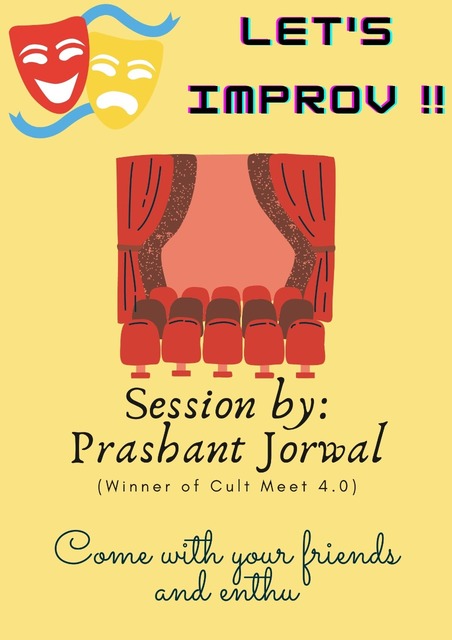 LET'S
IMPROV !!
Session by:
Prashant Jorwal
(Winner of Cult Meet 4.0)
Come with your friends
and enthu